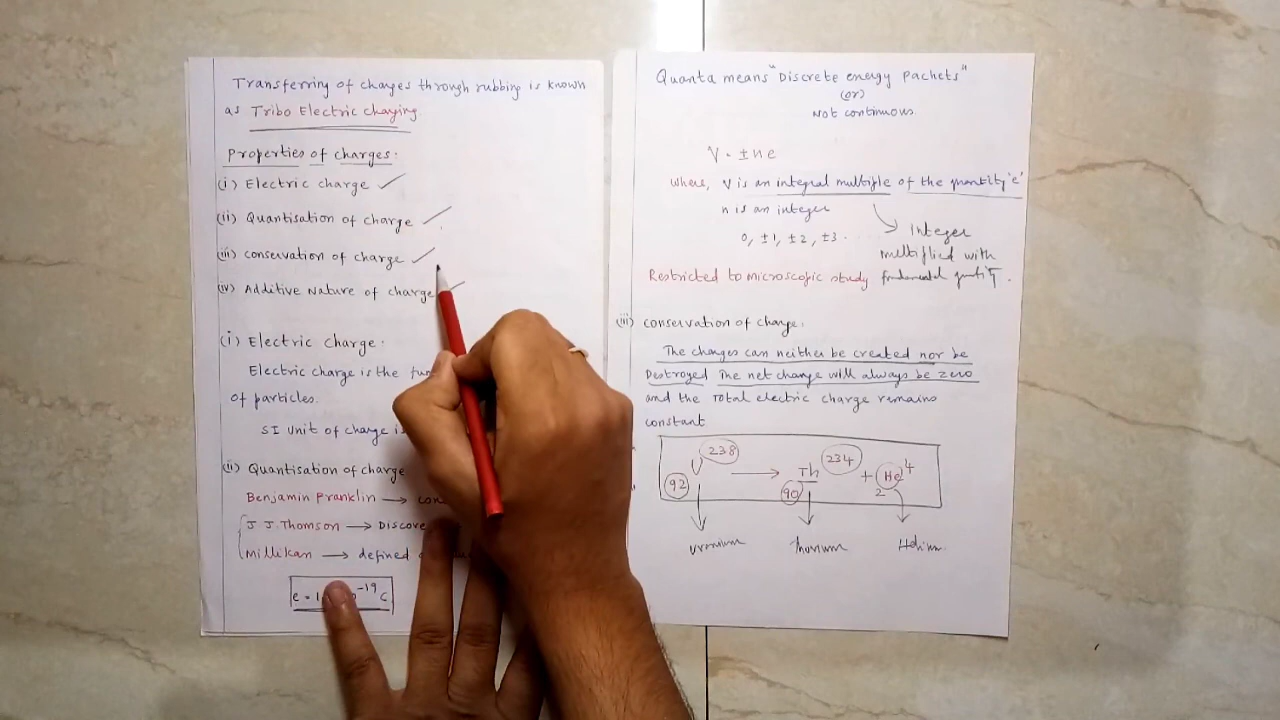 Transferring of charges through rubbing is known
as Tribo Electric charging.
Properties of charges:
(i) Electric charge
(ii) Quantisation of charge
(iii) conservation of charge
(iv) Additive Nature of charge
(i) Electric charge:
Electric charge is the
of particles.
SI unit of charge is
(ii) Quantisation of charge
Benjamin Franklin →
J J. Thomson → Discove
Millikan → defined
e = 1 -19 C
Quanta means "Discrete energy Packets"
(or)
Not continuous.
± n e
where, is an integral multiple of the quantity 'e'
n is an integer
0, ±1, ±2, ±3.
Integer
multiplied with
fundamental
Restricted to microscopic study
(iii) conservation of charge:
The charges can neither be created nor be
Destroyed The net charge will always be zero
and the Total electric charge remains
constant
92 U 238 → 90 Th 234 + 2 He 4
Uranium Thorium Helium